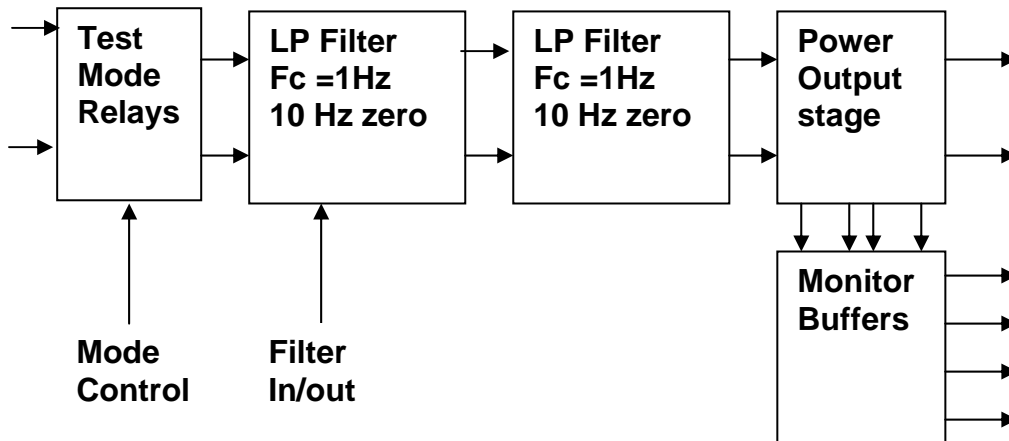 Test
Mode
Relays
LP Filter
Fc =1Hz
10 Hz zero
LP Filter
Fc =1Hz
10 Hz zero
Power
Output
stage
Monitor
Buffers
Mode
Control
Filter
In/out